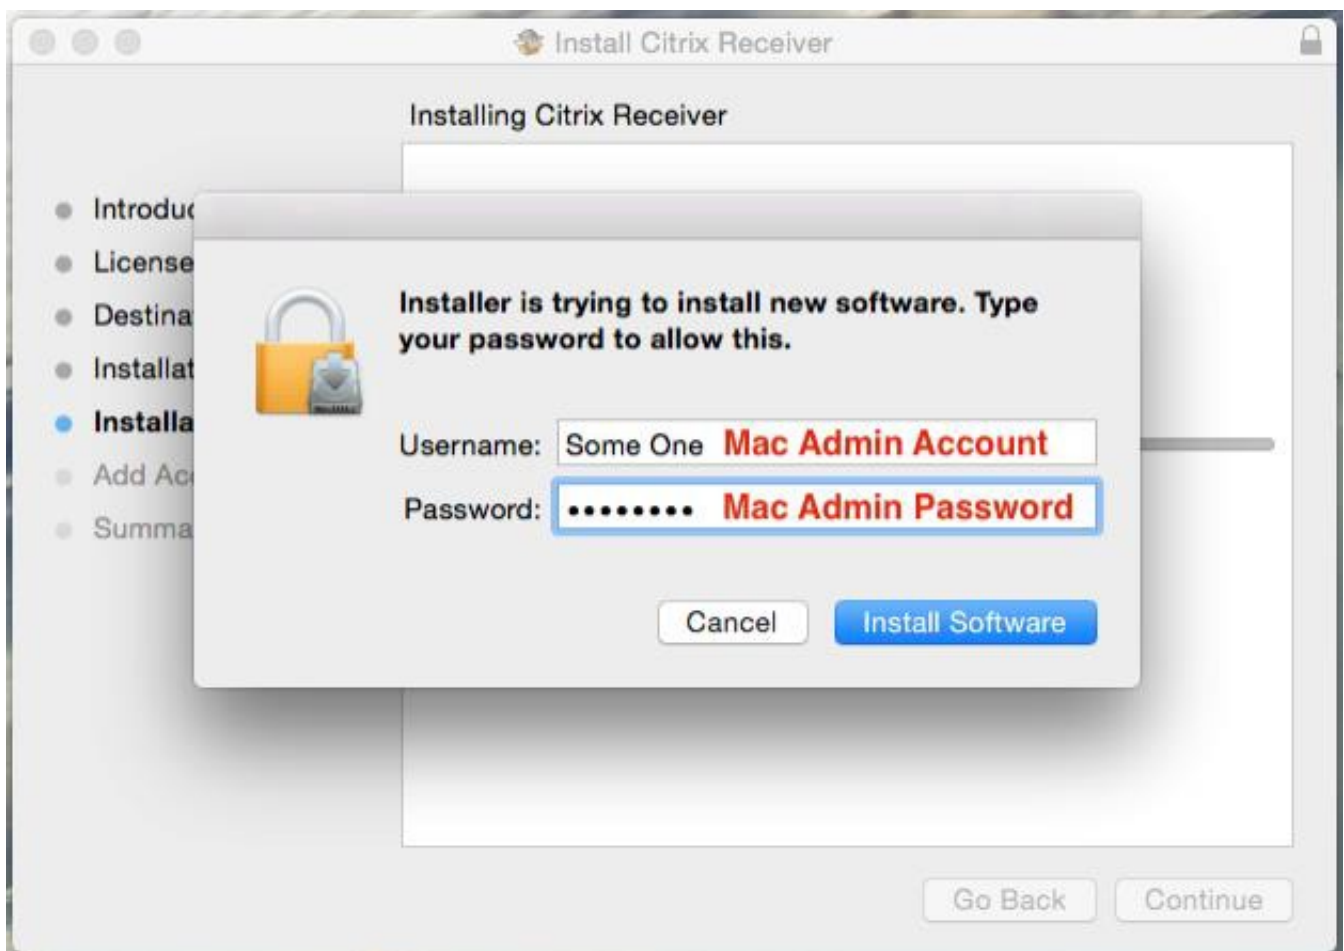 Install Citrix Receiver
Installing Citrix Receiver
Introduc
License
Destina
Installat
Installa
Add Acc
Summa
Installer is trying to install new software. Type
your password to allow this.
Username: Some One Mac Admin Account
Password: •••••••• Mac Admin Password
Cancel Install Software
Go Back Continue